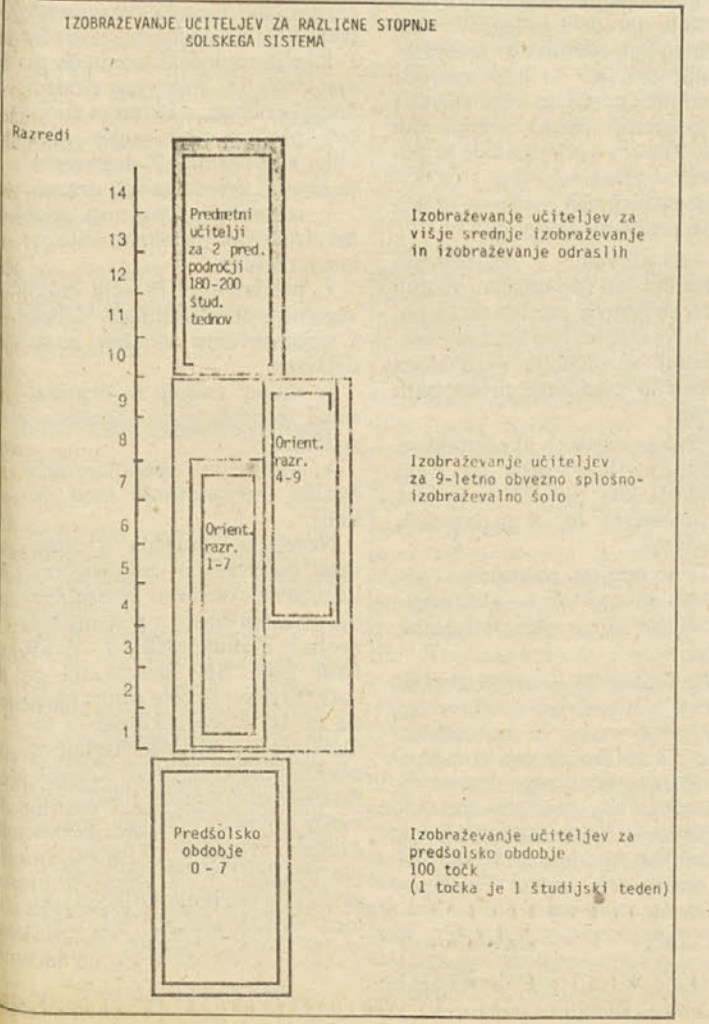 IZOBRAŽEVANJE UČITELJEV ZA RAZLIČNE STOPNJE
ŠOLSKEGA SISTEMA
Razredi
14
13
12
11
10
9
8
7
6
5
4
3
2
1
Predmetni
učitelji
za 2 pred.
področji
180-200
štud.
tednov
Izobraževanje učiteljev za
višje srednje izobraževanje
in izobraževanje odraslih
Orient.
razr.
4-9
Orient.
razr.
1-7
Izobraževanje učiteljev
za 9-letno obvezno splošno-
izobraževalno šolo
Predšolsko
obdobje
0 - 7
Izobraževanje učiteljev za
predšolsko obdobje
100 točk
(1 točka je 1 študijski teden)